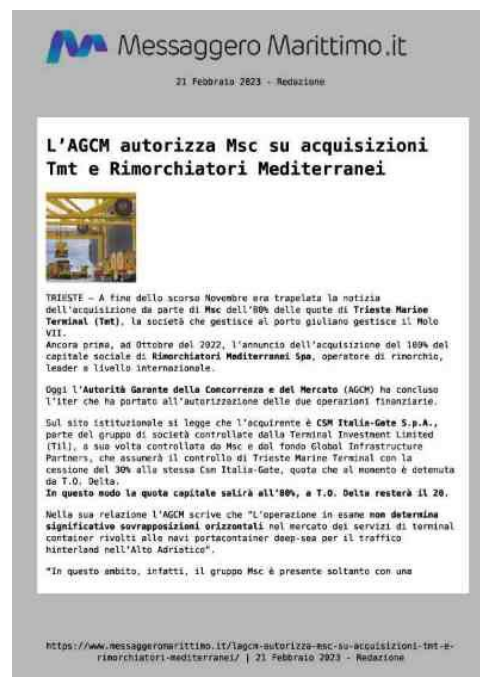 Messaggero Marittimo.it
21 Febbraio 2023 - Redazione
L'AGCM autorizza Msc su acquisizioni
Tmt e Rimorchiatori Mediterranei
TRIESTE – A fine dello scorso Novembre era trapelata la notizia
dell'acquisizione da parte di Msc dell'80% delle quote di Trieste Marine
Terminal (Tmt), la società che gestisce al porto giuliano gestisce il Molo
VII.
Ancora prima, ad Ottobre del 2022, l'annuncio dell'acquisizione del 100% del
capitale sociale di Rimorchiatori Mediterranei Spa, operatore di rimorchio,
leader a livello internazionale.
Oggi l'Autorità Garante della Concorrenza e del Mercato (AGCM) ha concluso
l'iter che ha portato all'autorizzazione delle due operazioni finanziarie.
Sul sito istituzionale si legge che l'acquirente è CSM Italia-Gate S.p.A.,
parte del gruppo di società controllate dalla Terminal Investment Limited
(Til), a sua volta controllata da Msc e dal fondo Global Infrastructure
Partners, che assumerà il controllo di Trieste Marine Terminal con la
cessione del 30% alla stessa Csm Italia-Gate, quota che al momento è detenuta
da T.O. Delta.
In questo modo la quota capitale salirà all'80%, a T.O. Delta resterà il 20.
Nella sua relazione l'AGCM scrive che "L'operazione in esame non determina
significative sovrapposizioni orizzontali nel mercato dei servizi di terminal
container rivolti alle navi portacontainer deep-sea per il traffico
hinterland nell'Alto Adriatico".
"In questo ambito, infatti, il gruppo Msc è presente soltanto con una
https://www.messaggeromarittimo.it/lagcm-autorizza-msc-su-acquisizioni-tmt-e-
rimorchiatori-mediterranei/ | 21 Febbraio 2023 - Redazione